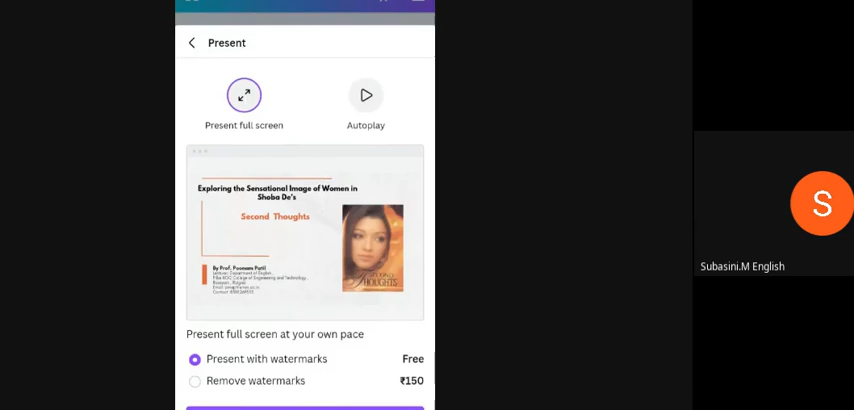 Present
Present full screen
Autoplay
Exploring the Sensational Image of Women in
Shoba De's
Second Thoughts
By Prof. Poonam Patil
THOUGHTS
Present full screen at your own pace
Present with watermarks Free
Remove watermarks ₹150
S
Subasini.M English